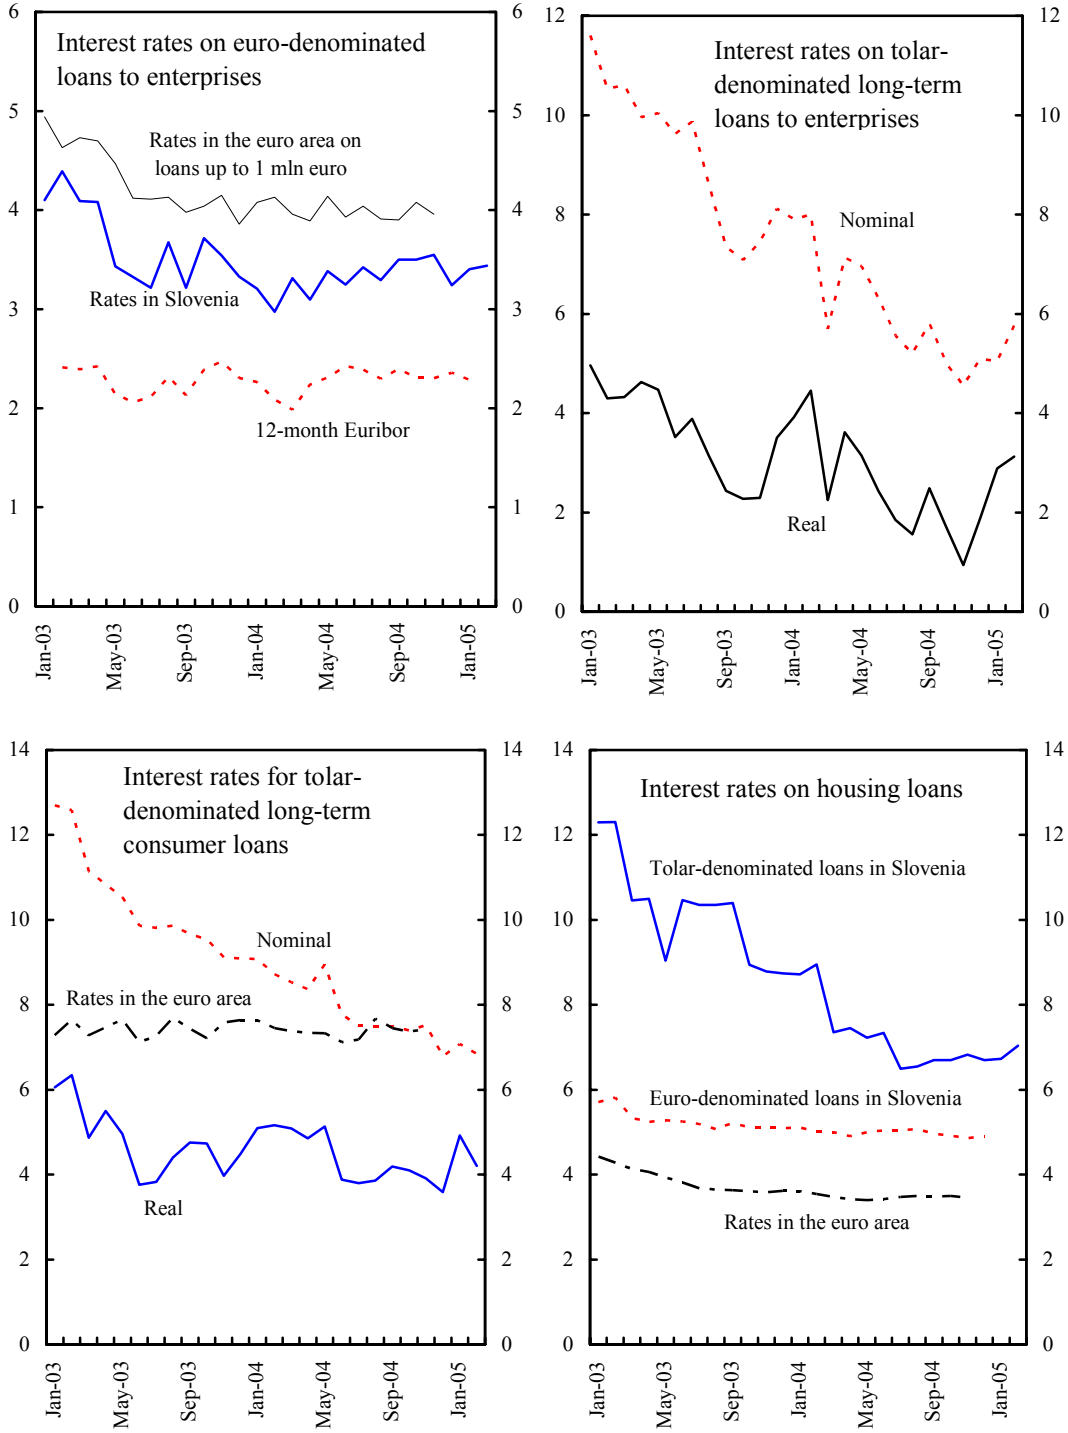 6
5
4
3
2
1
0
6
5
4
3
2
1
0
Interest rates on euro-denominated
loans to enterprises
Rates in the euro area on
loans up to 1 mln euro
Rates in Slovenia
12-month Euribor
Jan-03
May-03
Sep-03
Jan-04
May-04
Sep-04
Jan-05
12
10
8
6
4
2
0
12
10
8
6
4
2
0
Interest rates on tolar-
denominated long-term
loans to enterprises
Nominal
Real
Jan-03
May-03
Sep-03
Jan-04
May-04
Sep-04
Jan-05
14
12
10
8
6
4
2
0
14
12
10
8
6
4
2
0
Interest rates for tolar-
denominated long-term
consumer loans
Nominal
Rates in the euro area
Real
Jan-03
May-03
Sep-03
Jan-04
May-04
Sep-04
Jan-05
14
12
10
8
6
4
2
0
14
12
10
8
6
4
2
0
Interest rates on housing loans
Tolar-denominated loans in Slovenia
Euro-denominated loans in Slovenia
Rates in the euro area
Jan-03
May-03
Sep-03
Jan-04
May-04
Sep-04
Jan-05